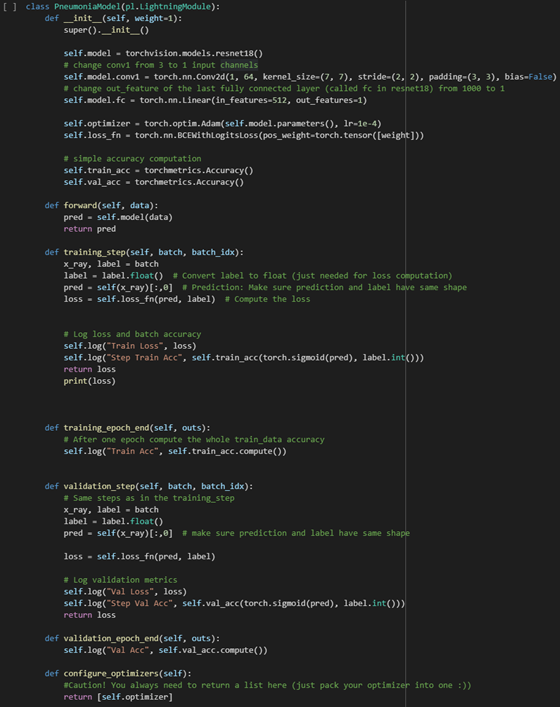 [ ] class PneumoniaModel(pl.LightningModule):
def __init__(self, weight=1):
super().__init__()
self.model = torchvision.models.resnet18()
# change conv1 from 3 to 1 input channels
self.model.conv1 = torch.nn.Conv2d(1, 64, kernel_size=(7, 7), stride=(2, 2), padding=(3, 3), bias=False)
# change out_feature of the last fully connected layer (called fc in resnet18) from 1000 to 1
self.model.fc = torch.nn.Linear(in_features=512, out_features=1)
self.optimizer = torch.optim.Adam(self.model.parameters(), lr=1e-4)
self.loss_fn = torch.nn.BCEWithLogitsLoss(pos_weight=torch.tensor([weight]))
# simple accuracy computation
self.train_acc = torchmetrics.Accuracy()
self.val_acc = torchmetrics.Accuracy()
def forward(self, data):
pred = self.model(data)
return pred
def training_step(self, batch, batch_idx):
x_ray, label = batch
label = label.float()  # Convert label to float (just needed for loss computation)
pred = self(x_ray)[:,0]  # Prediction: Make sure prediction and label have same shape
loss = self.loss_fn(pred, label)  # Compute the loss
# Log loss and batch accuracy
self.log("Train Loss", loss)
self.log("Step Train Acc", self.train_acc(torch.sigmoid(pred), label.int()))
return loss
print(loss)
def training_epoch_end(self, outs):
# After one epoch compute the whole train_data accuracy
self.log("Train Acc", self.train_acc.compute())
def validation_step(self, batch, batch_idx):
# Same steps as in the training_step
x_ray, label = batch
label = label.float()
pred = self(x_ray)[:,0]  # make sure prediction and label have same shape
loss = self.loss_fn(pred, label)
# Log validation metrics
self.log("Val Loss", loss)
self.log("Step Val Acc", self.val_acc(torch.sigmoid(pred), label.int()))
return loss
def validation_epoch_end(self, outs):
self.log("Val Acc", self.val_acc.compute())
def configure_optimizers(self):
#Caution! You always need to return a list here (just pack your optimizer into one :))
return [self.optimizer]